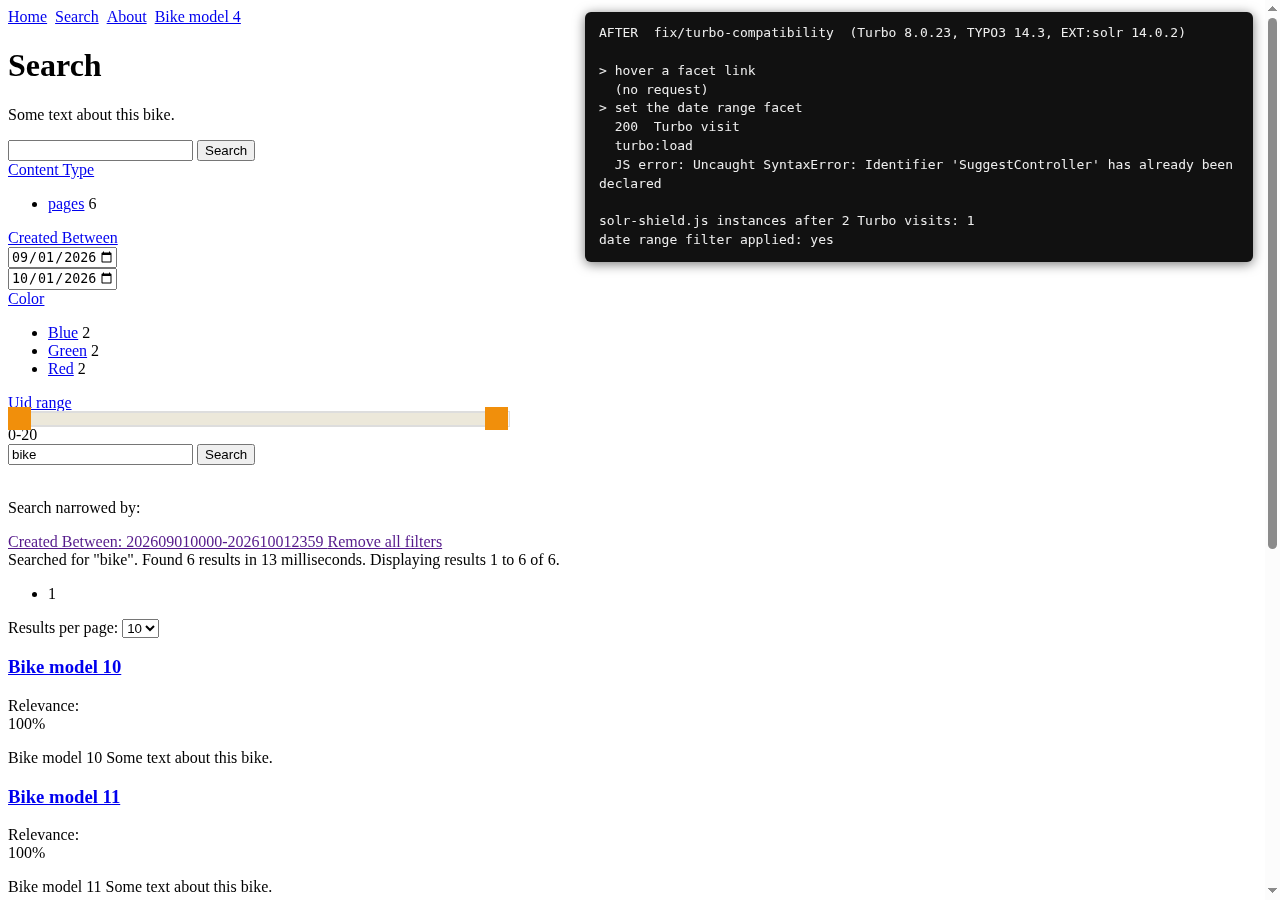 Home Search About Bike model 4
Search
Some text about this bike.
Search
Content Type
pages 6
Created Between
09/01/2026
10/01/2026
Color
Blue 2
Green 2
Red 2
Uid range
0-20
bike Search
Search narrowed by:
Created Between: 202609010000-202610012359 Remove all filters
Searched for "bike". Found 6 results in 13 milliseconds. Displaying results 1 to 6 of 6.
1
Results per page: 10
Bike model 10
Relevance:
100%
Bike model 10 Some text about this bike.
Bike model 11
Relevance:
100%
Bike model 11 Some text about this bike.
AFTER  fix/turbo-compatibility  (Turbo 8.0.23, TYPO3 14.3, EXT:solr 14.0.2)
> hover a facet link
(no request)
> set the date range facet
200  Turbo visit
turbo:load
JS error: Uncaught SyntaxError: Identifier 'SuggestController' has already been
declared
solr-shield.js instances after 2 Turbo visits: 1
date range filter applied: yes